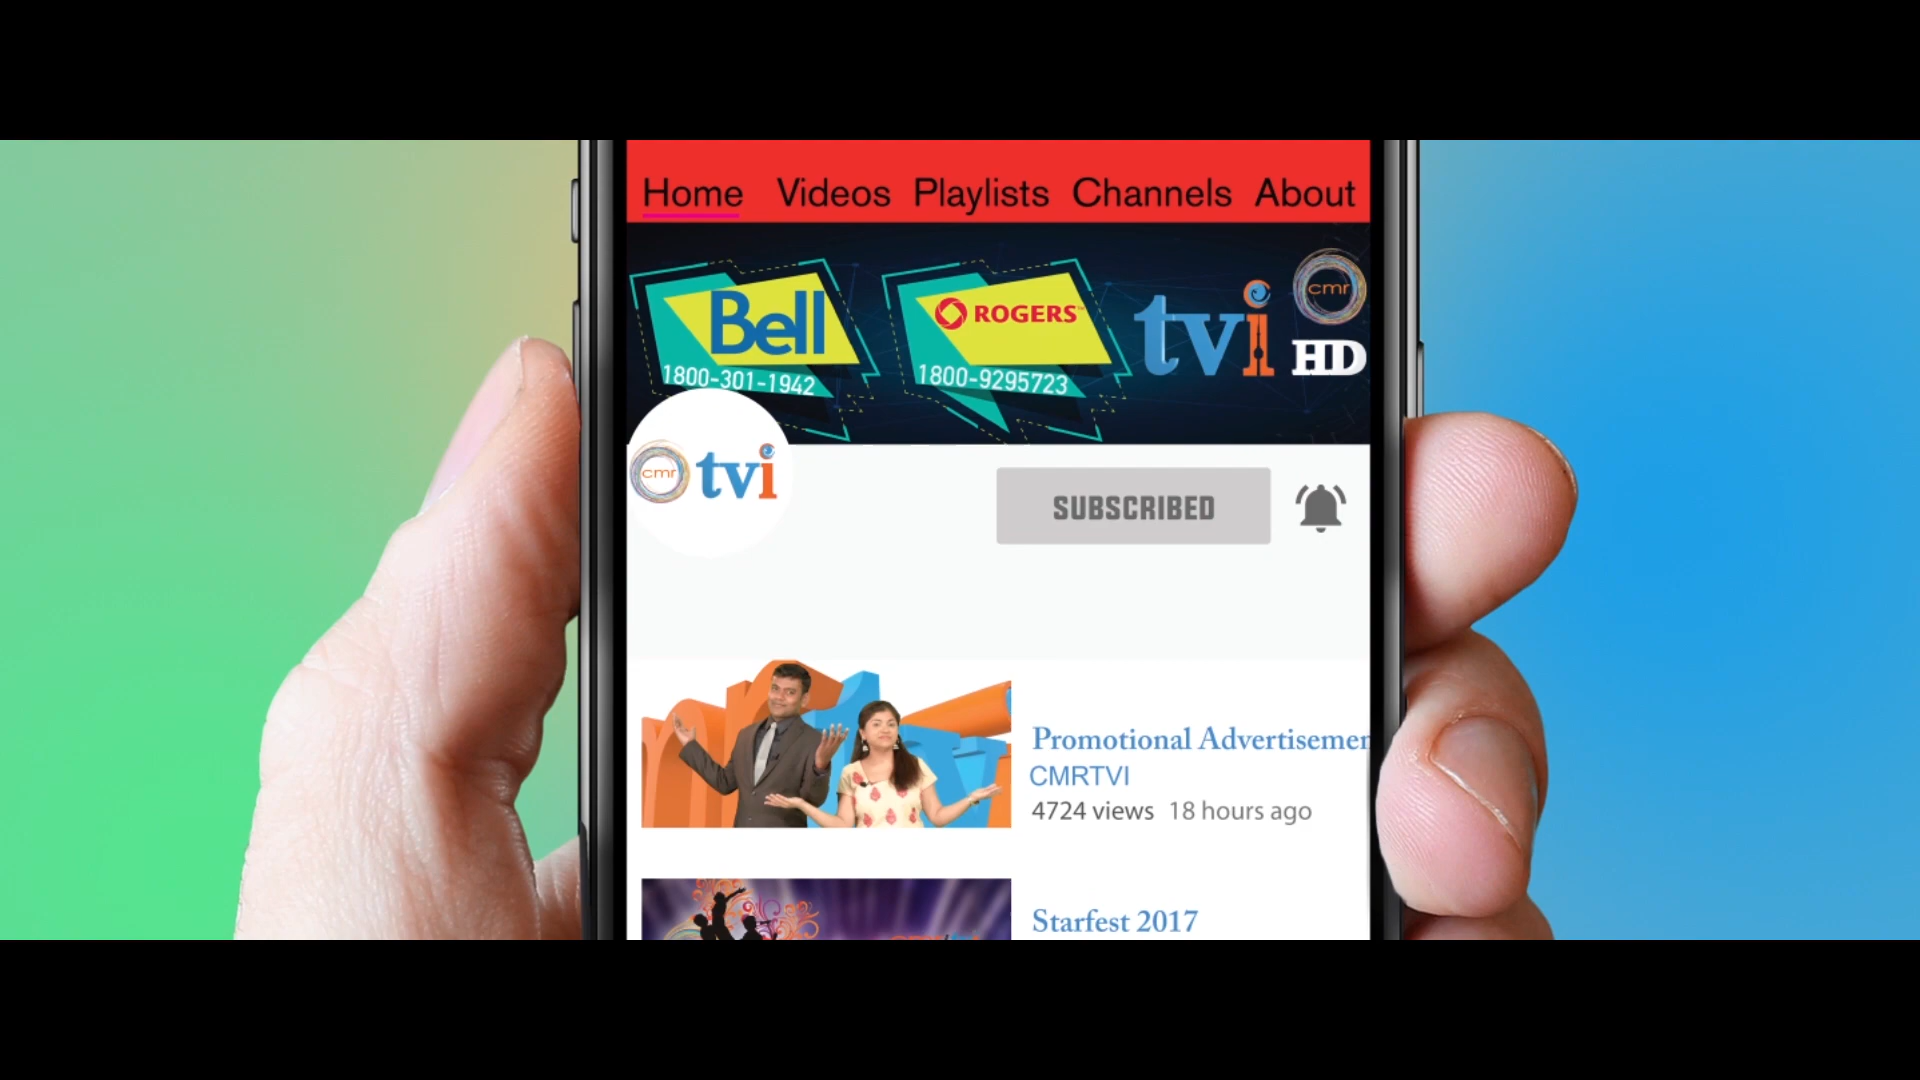 Home Videos Playlists Channels About
Bell
1800-301-1942
ROGERS
1800-9295723
tvi
cmr
HD
cmr tvi
SUBSCRIBED
Promotional Advertisemen
CMRTVI
4724 views 18 hours ago
Starfest 2017